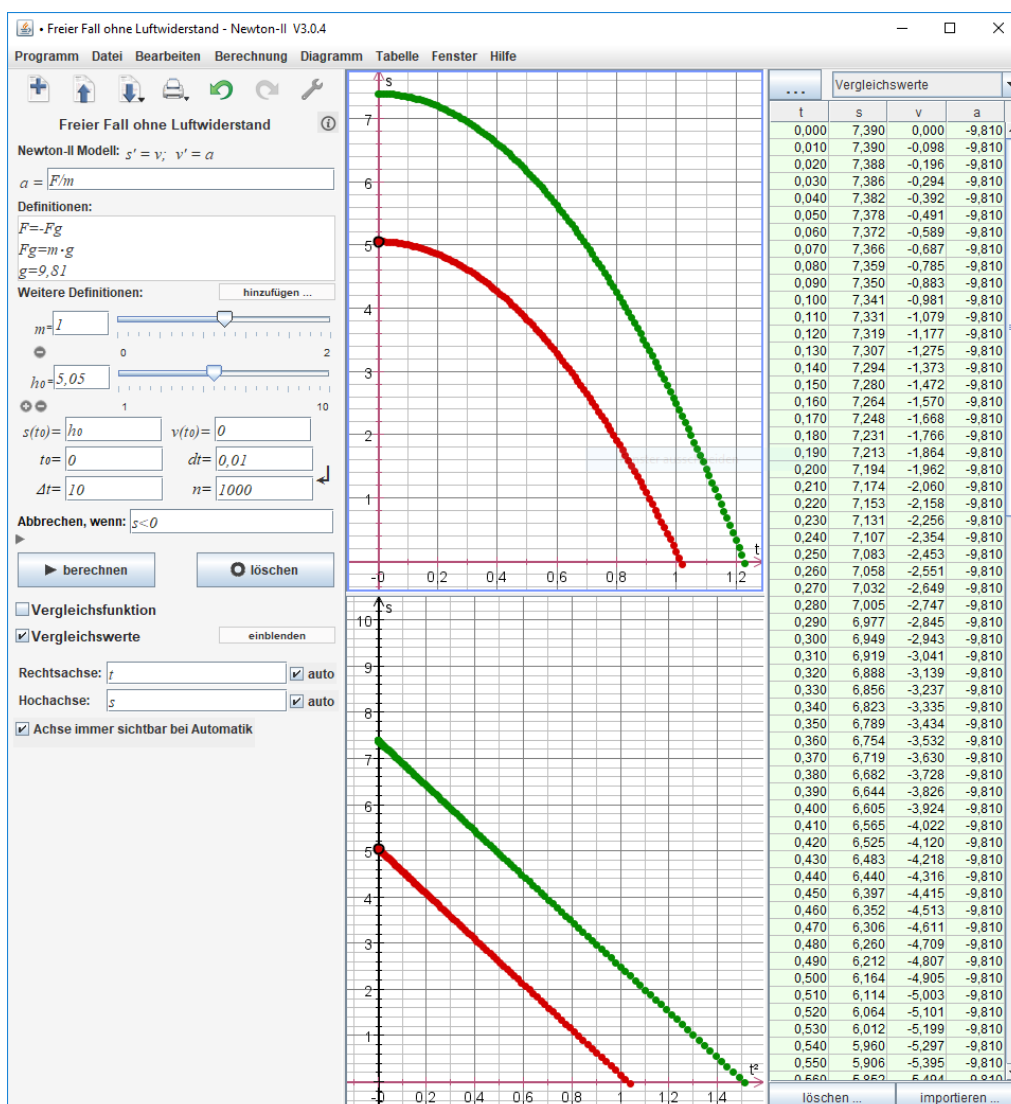 • Freier Fall ohne Luftwiderstand - Newton-II V3.0.4
Programm Datei Bearbeiten Berechnung Diagramm Tabelle Fenster Hilfe
Freier Fall ohne Luftwiderstand
Newton-II Modell: s' = v; v' = a
a = F/m
Definitionen:
F=-Fg
Fg=m·g
g=9,81
Weitere Definitionen: hinzufügen ...
m= 1
0 2
h₀= 5,05
1 10
s(t₀)= h₀ v(t₀)= 0
t₀= 0 dt= 0,01
Δt= 10 n= 1000
Abbrechen, wenn: s<0
berechnen löschen
Vergleichsfunktion
Vergleichswerte einblenden
Rechtsachse: t auto
Hochachse: s auto
Achse immer sichtbar bei Automatik
s
7
6
5
4
3
2
1
-0 0,2 0,4 0,6 0,8 1 1,2
t
s
10
9
8
7
6
5
4
3
2
1
-0 0,2 0,4 0,6 0,8 1 1,2 1,4
t²
... Vergleichswerte
t s v a
0,000 7,390 0,000 -9,810
0,010 7,390 -0,098 -9,810
0,020 7,388 -0,196 -9,810
0,030 7,386 -0,294 -9,810
0,040 7,382 -0,392 -9,810
0,050 7,378 -0,491 -9,810
0,060 7,372 -0,589 -9,810
0,070 7,366 -0,687 -9,810
0,080 7,359 -0,785 -9,810
0,090 7,350 -0,883 -9,810
0,100 7,341 -0,981 -9,810
0,110 7,331 -1,079 -9,810
0,120 7,319 -1,177 -9,810
0,130 7,307 -1,275 -9,810
0,140 7,294 -1,373 -9,810
0,150 7,280 -1,472 -9,810
0,160 7,264 -1,570 -9,810
0,170 7,248 -1,668 -9,810
0,180 7,231 -1,766 -9,810
0,190 7,213 -1,864 -9,810
0,200 7,194 -1,962 -9,810
0,210 7,174 -2,060 -9,810
0,220 7,153 -2,158 -9,810
0,230 7,131 -2,256 -9,810
0,240 7,107 -2,354 -9,810
0,250 7,083 -2,453 -9,810
0,260 7,058 -2,551 -9,810
0,270 7,032 -2,649 -9,810
0,280 7,005 -2,747 -9,810
0,290 6,977 -2,845 -9,810
0,300 6,949 -2,943 -9,810
0,310 6,919 -3,041 -9,810
0,320 6,888 -3,139 -9,810
0,330 6,856 -3,237 -9,810
0,340 6,823 -3,335 -9,810
0,350 6,789 -3,434 -9,810
0,360 6,754 -3,532 -9,810
0,370 6,719 -3,630 -9,810
0,380 6,682 -3,728 -9,810
0,390 6,644 -3,826 -9,810
0,400 6,605 -3,924 -9,810
0,410 6,565 -4,022 -9,810
0,420 6,525 -4,120 -9,810
0,430 6,483 -4,218 -9,810
0,440 6,440 -4,316 -9,810
0,450 6,397 -4,415 -9,810
0,460 6,352 -4,513 -9,810
0,470 6,306 -4,611 -9,810
0,480 6,260 -4,709 -9,810
0,490 6,212 -4,807 -9,810
0,500 6,164 -4,905 -9,810
0,510 6,114 -5,003 -9,810
0,520 6,064 -5,101 -9,810
0,530 6,012 -5,199 -9,810
0,540 5,960 -5,297 -9,810
0,550 5,906 -5,395 -9,810
0,560 5,852 -5,494 -9,810
löschen ... importieren ...